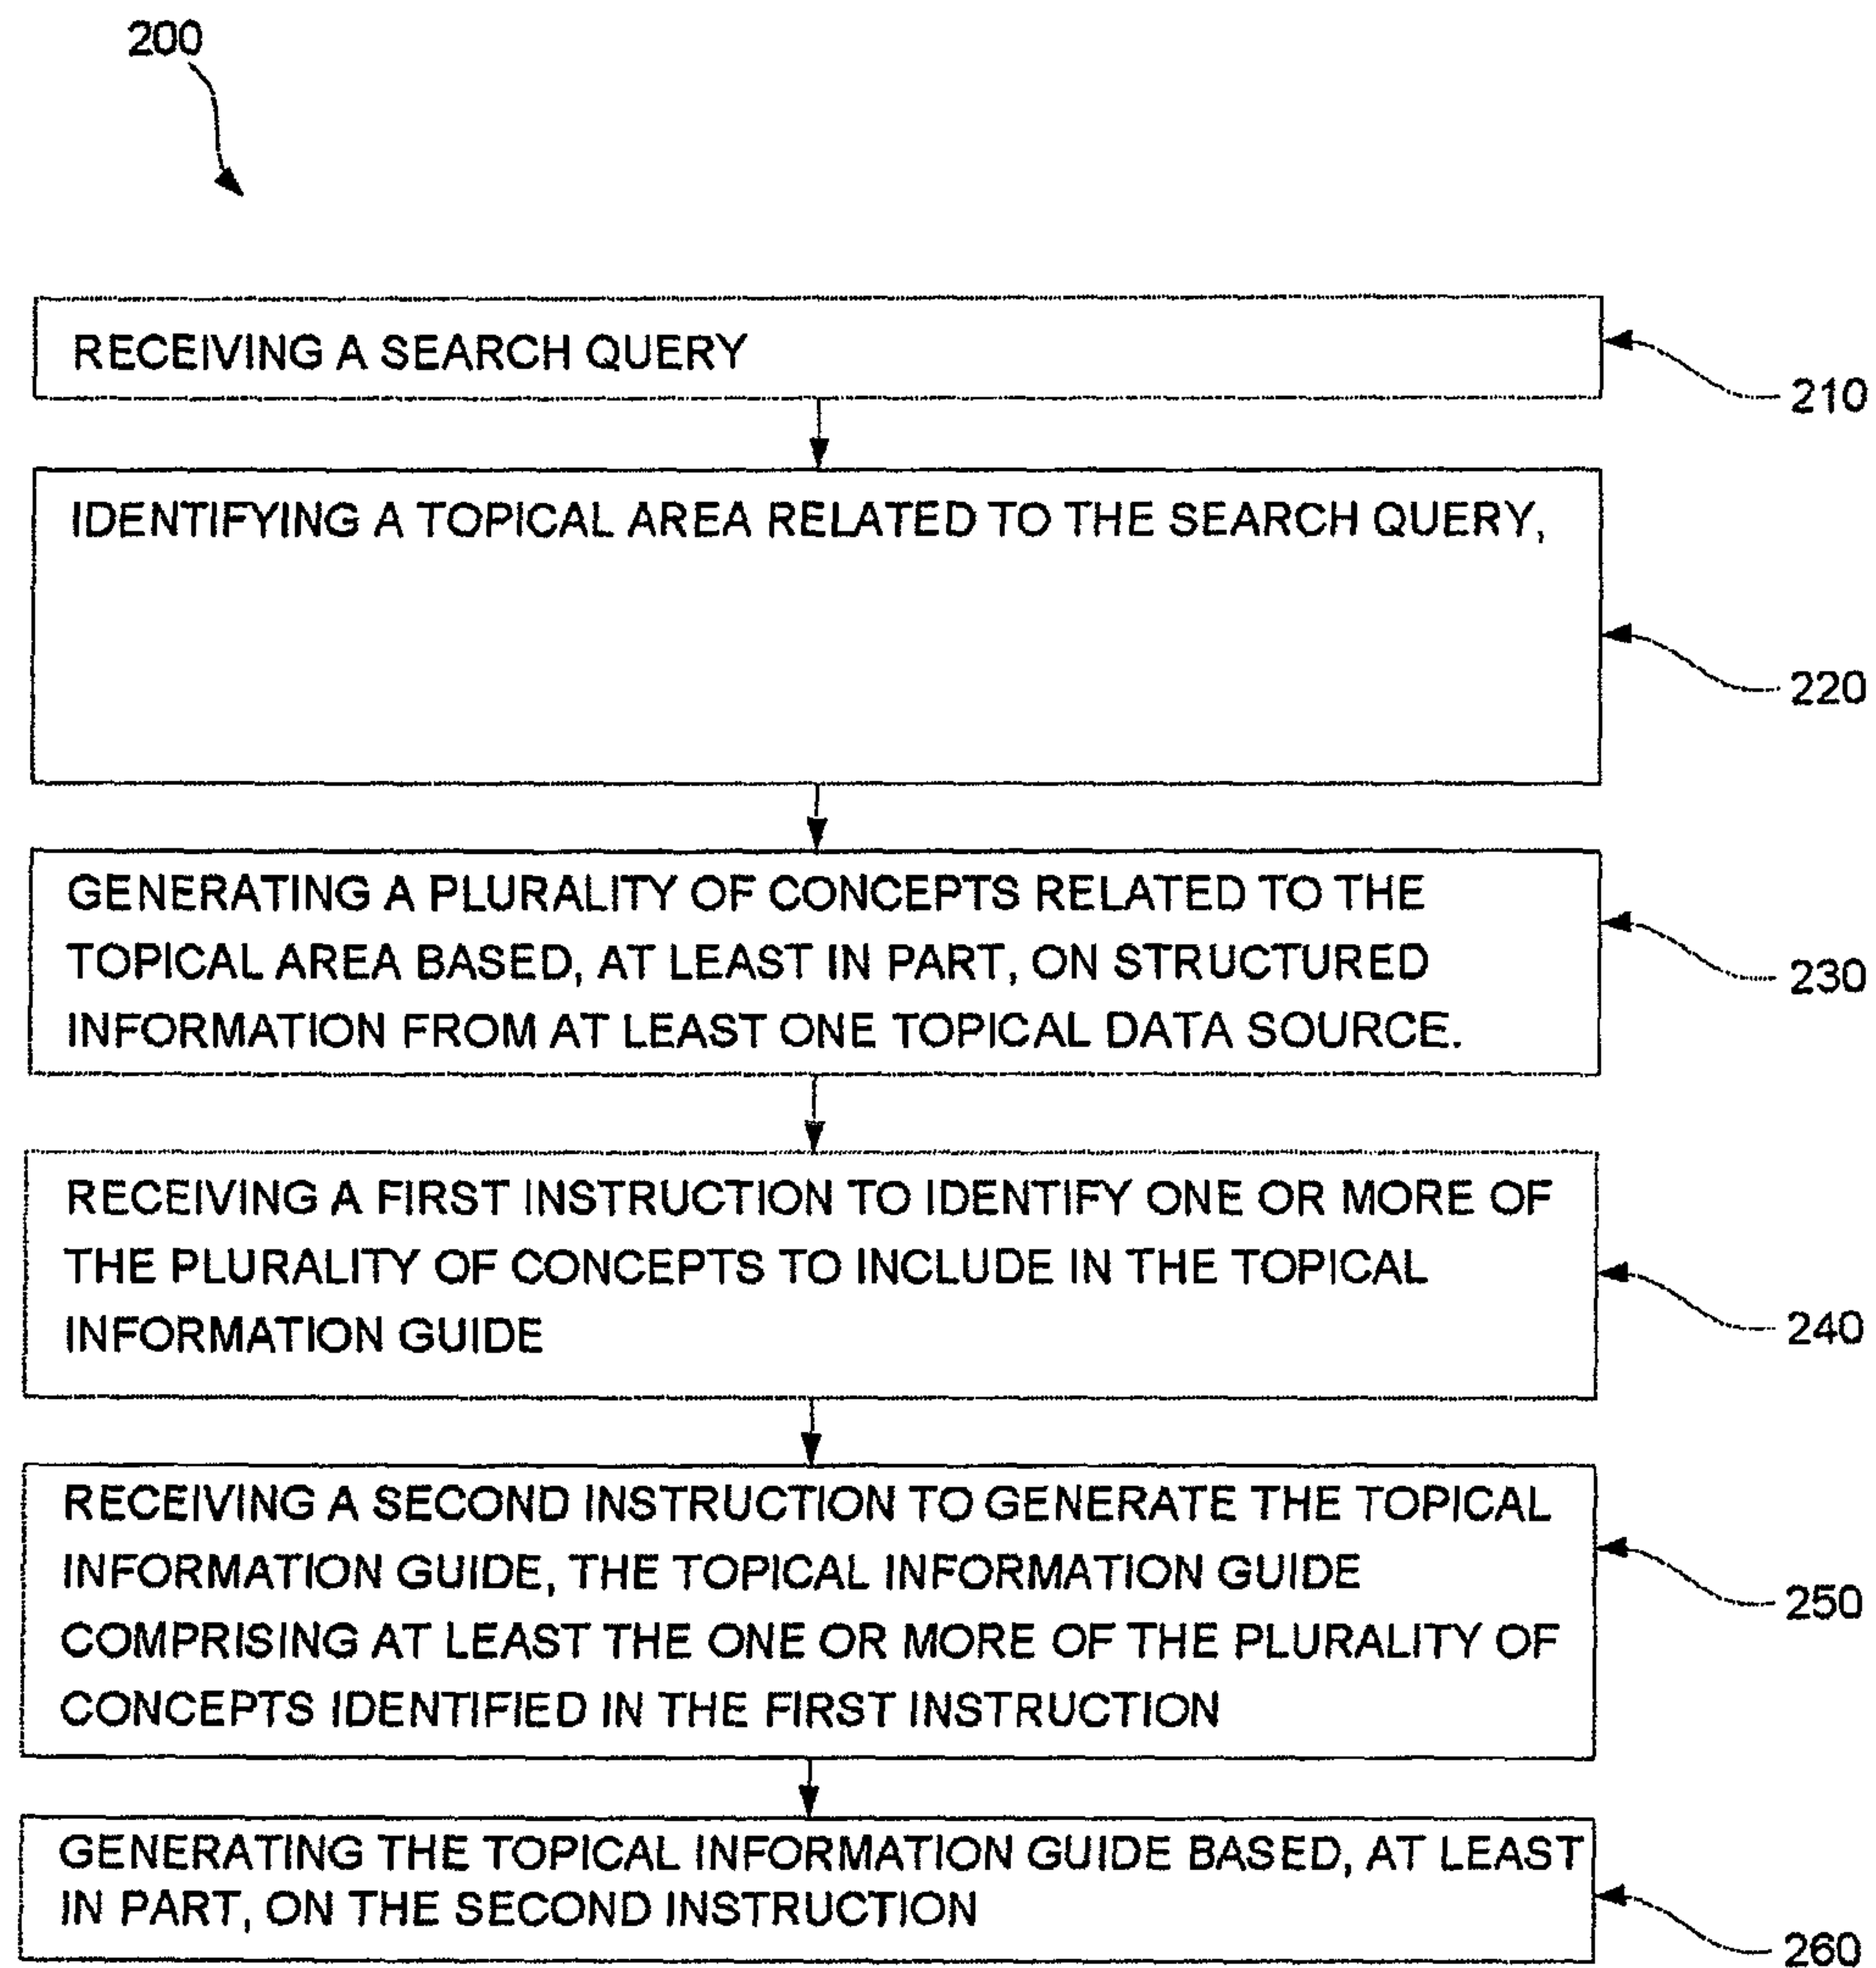 200
RECEIVING A SEARCH QUERY
210
IDENTIFYING A TOPICAL AREA RELATED TO THE SEARCH QUERY,
220
GENERATING A PLURALITY OF CONCEPTS RELATED TO THE
TOPICAL AREA BASED, AT LEAST IN PART, ON STRUCTURED
INFORMATION FROM AT LEAST ONE TOPICAL DATA SOURCE.
230
RECEIVING A FIRST INSTRUCTION TO IDENTIFY ONE OR MORE OF
THE PLURALITY OF CONCEPTS TO INCLUDE IN THE TOPICAL
INFORMATION GUIDE
240
RECEIVING A SECOND INSTRUCTION TO GENERATE THE TOPICAL
INFORMATION GUIDE, THE TOPICAL INFORMATION GUIDE
COMPRISING AT LEAST THE ONE OR MORE OF THE PLURALITY OF
CONCEPTS IDENTIFIED IN THE FIRST INSTRUCTION
250
GENERATING THE TOPICAL INFORMATION GUIDE BASED, AT LEAST
IN PART, ON THE SECOND INSTRUCTION
260